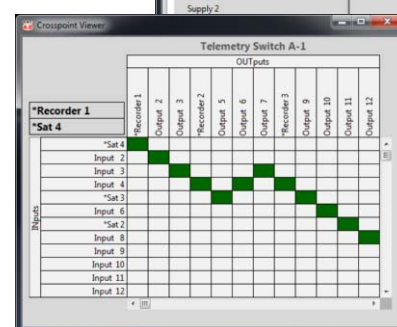 Supply 2
Crosspoint Viewer
Telemetry Switch A-1
OUTputs
*Recorder 1
Output 2
Output 3
*Recorder 2
Output 5
Output 6
Output 7
*Recorder 3
Output 9
Output 10
Output 11
Output 12
*Recorder 1
*Sat 4
INputs
*Sat 4
Input 2
Input 3
Input 4
*Sat 3
Input 6
*Sat 2
Input 8
Input 9
Input 10
Input 11
Input 12